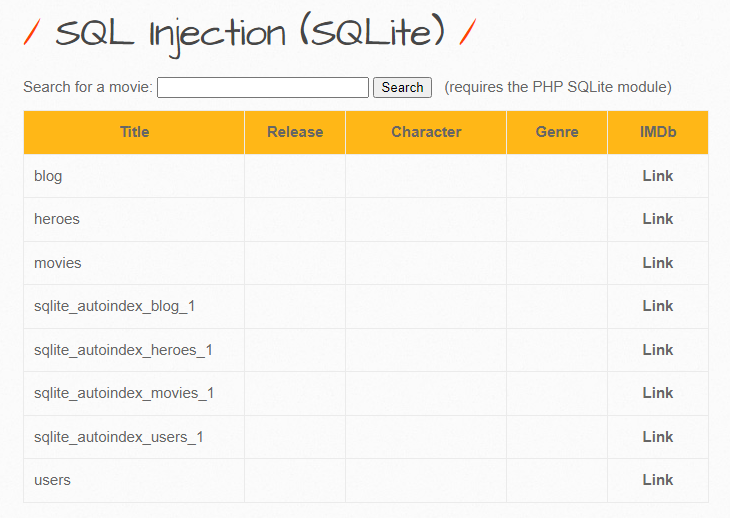 / SQL Injection (SQLite) /
Search for a movie: Search (requires the PHP SQLite module)
Title Release Character Genre IMDb
blog Link
heroes Link
movies Link
sqlite_autoindex_blog_1 Link
sqlite_autoindex_heroes_1 Link
sqlite_autoindex_movies_1 Link
sqlite_autoindex_users_1 Link
users Link